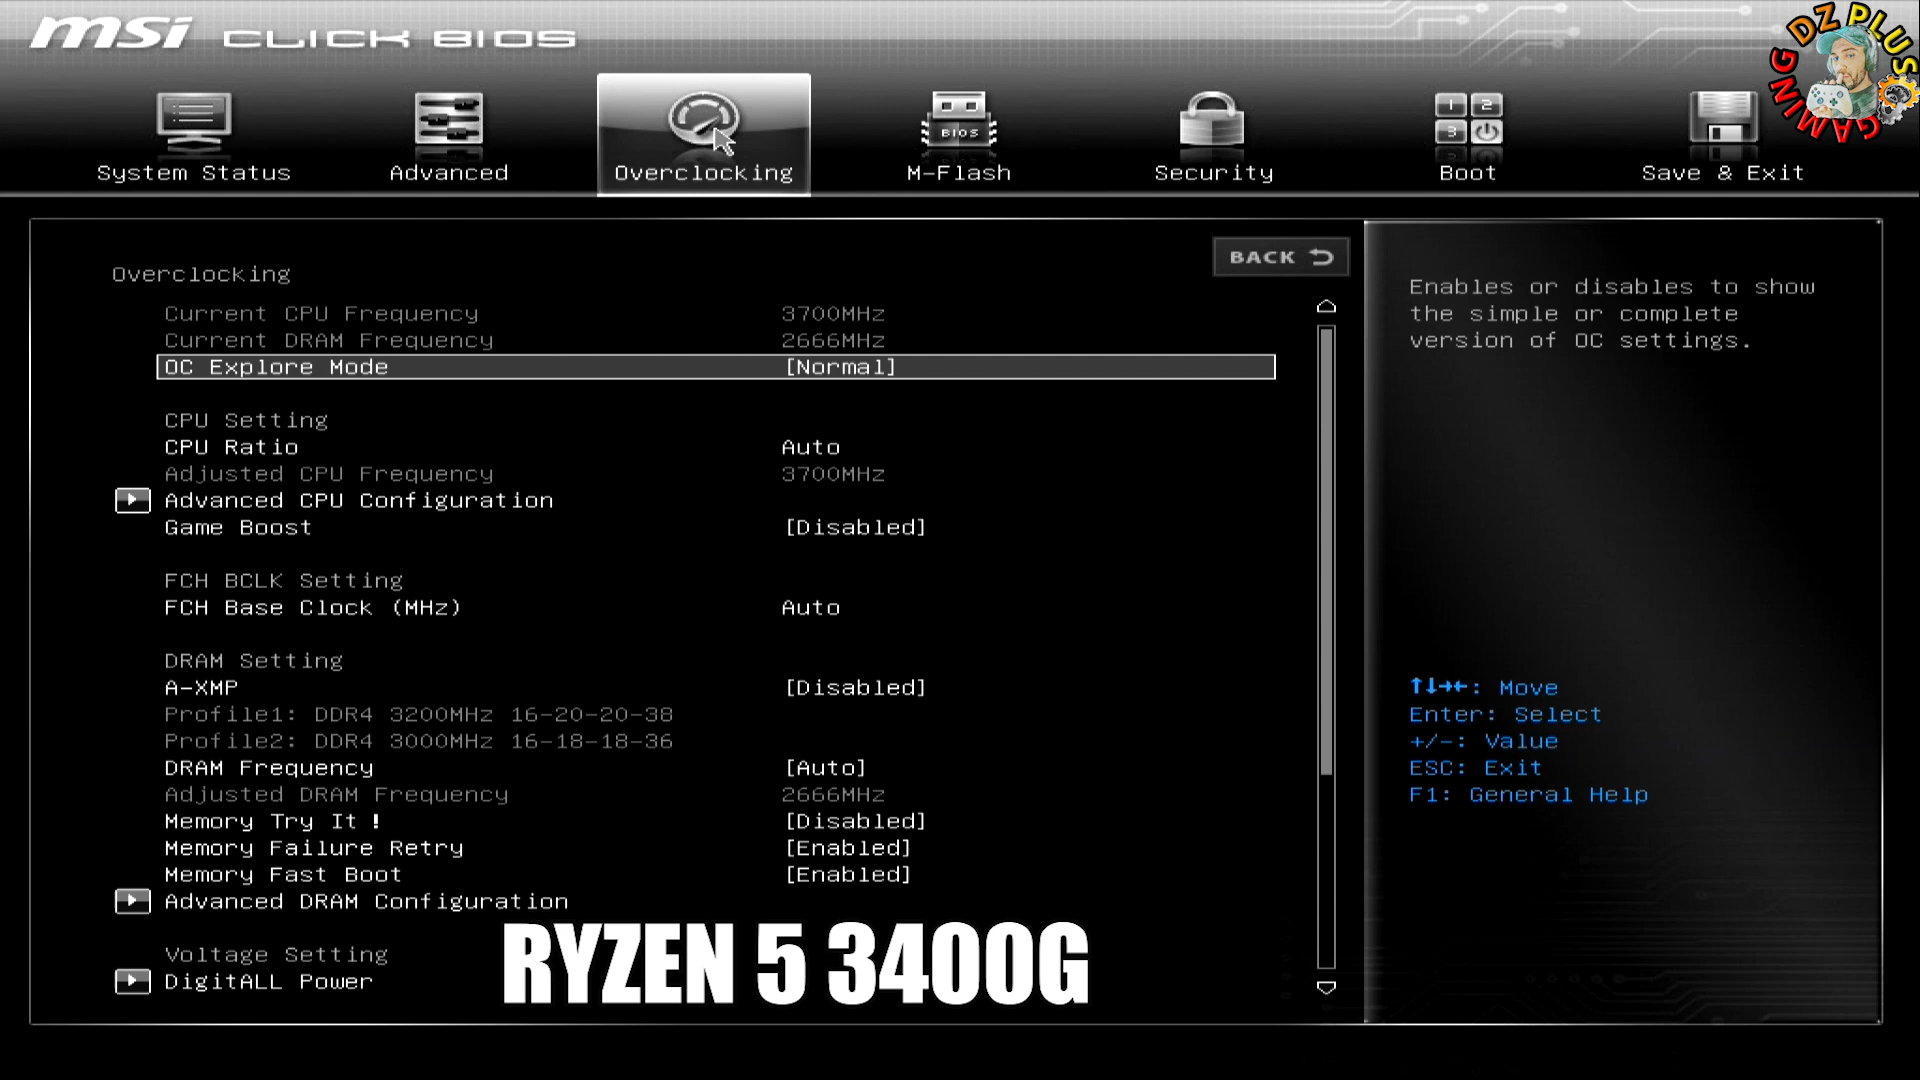 msi CLICK BIOS
GAMING DZ PLUS
System Status
Advanced
Overclocking
BIOS
M-Flash
Security
1 2
3
Boot
Save & Exit
BACK
Overclocking
Current CPU Frequency 3700MHz
Current DRAM Frequency 2666MHz
OC Explore Mode [Normal]
CPU Setting
CPU Ratio Auto
Adjusted CPU Frequency 3700MHz
Advanced CPU Configuration
Game Boost [Disabled]
FCH BCLK Setting
FCH Base Clock (MHz) Auto
DRAM Setting
A-XMP [Disabled]
Profile1: DDR4 3200MHz 16-20-20-38
Profile2: DDR4 3000MHz 16-18-18-36
DRAM Frequency [Auto]
Adjusted DRAM Frequency 2666MHz
Memory Try It ! [Disabled]
Memory Failure Retry [Enabled]
Memory Fast Boot [Enabled]
Advanced DRAM Configuration
Voltage Setting
DigitALL Power
RYZEN 5 3400G
Enables or disables to show
the simple or complete
version of OC settings.
↑↓→←: Move
Enter: Select
+/-: Value
ESC: Exit
F1: General Help